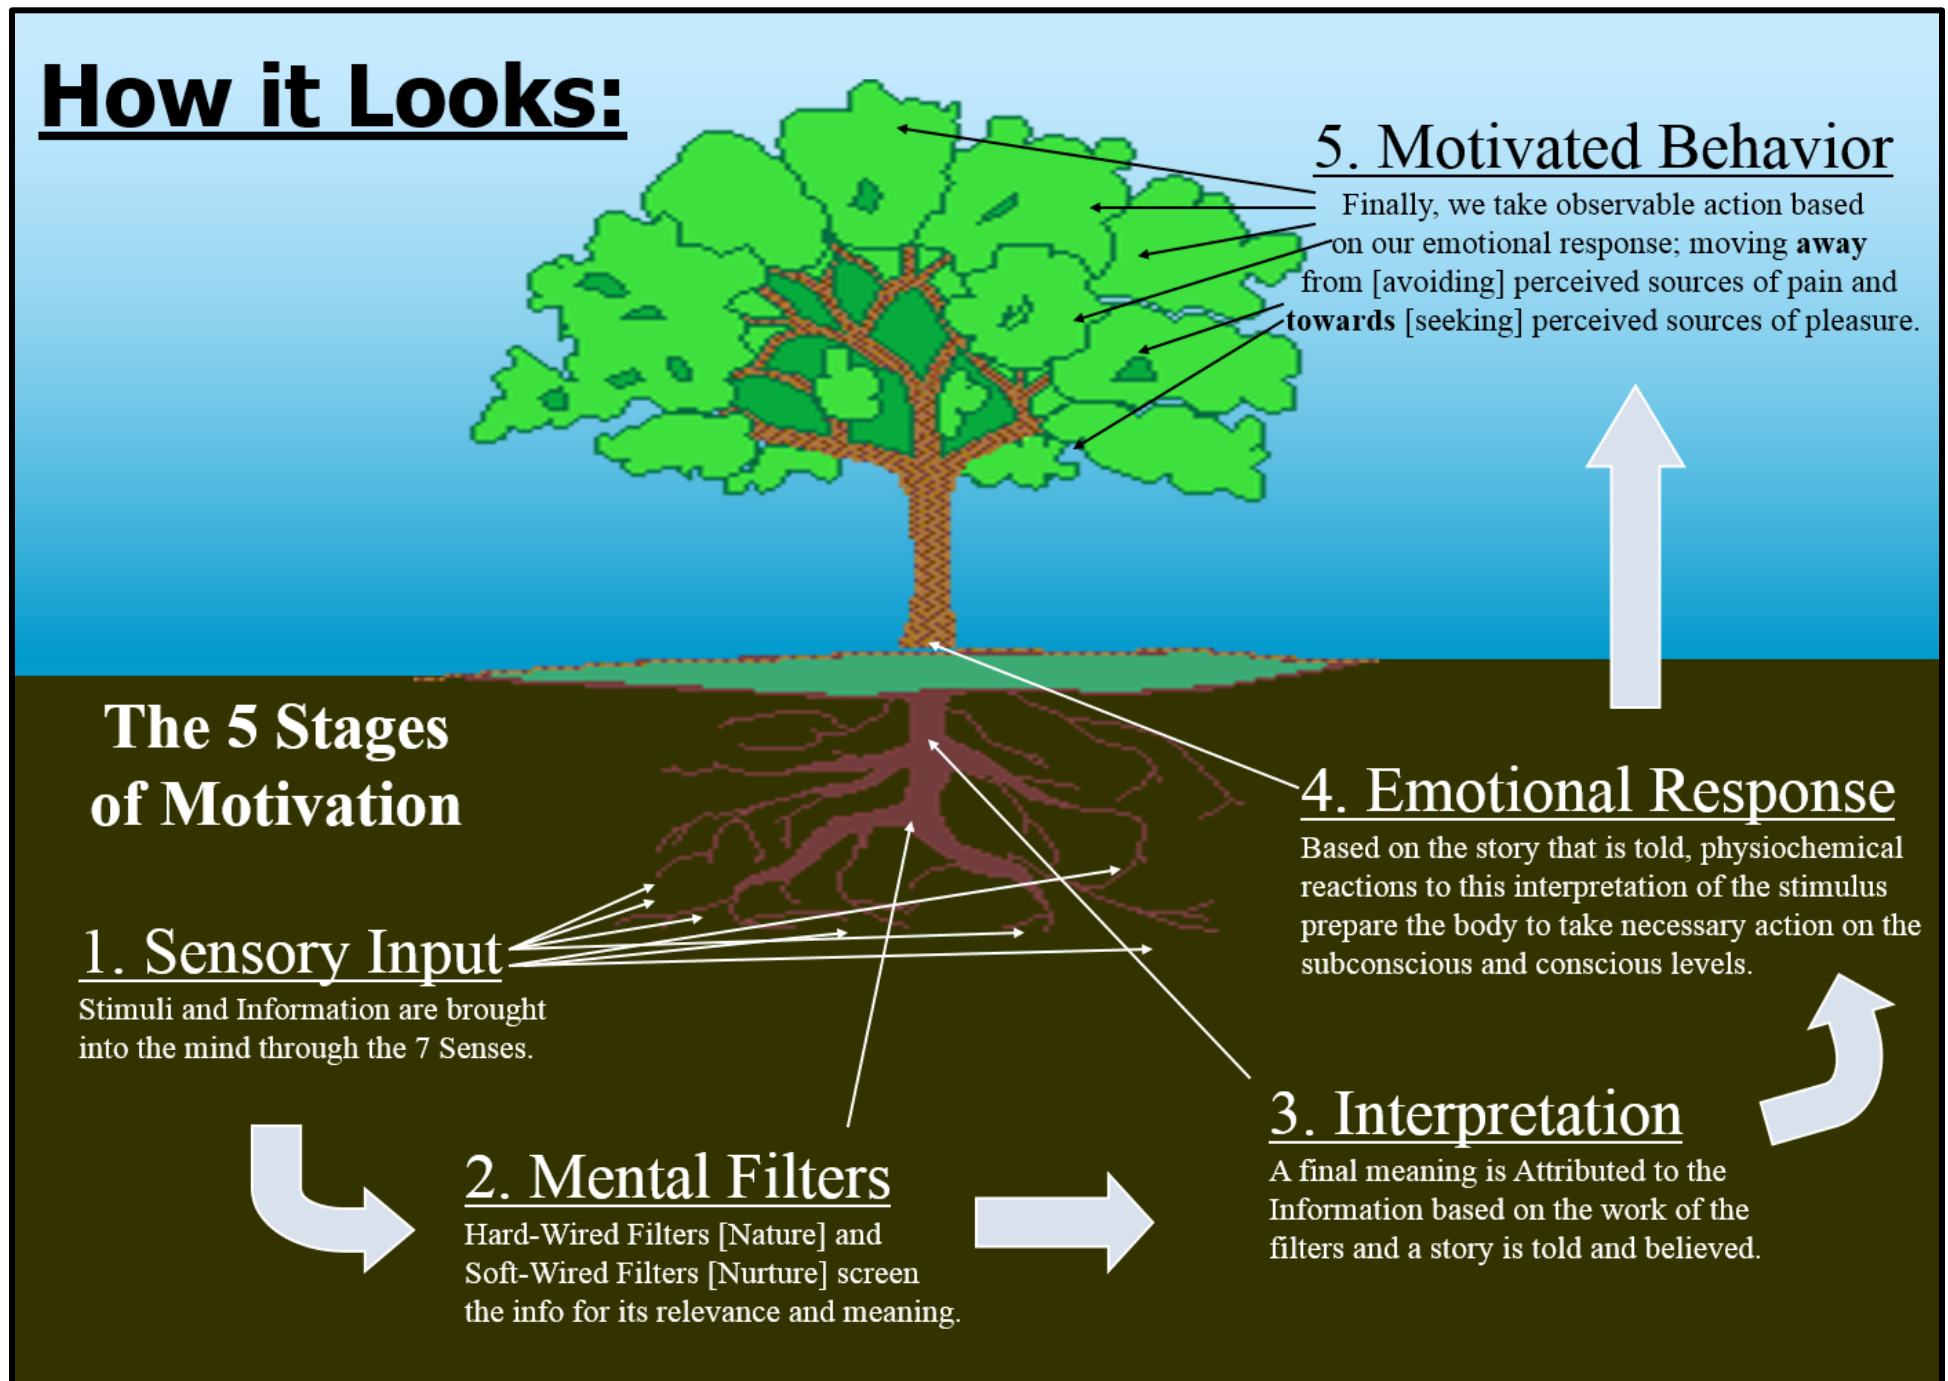 How it Looks:
5. Motivated Behavior
Finally, we take observable action based
on our emotional response; moving away
from [avoiding] perceived sources of pain and
towards [seeking] perceived sources of pleasure.
The 5 Stages
of Motivation
4. Emotional Response
Based on the story that is told, physiochemical
reactions to this interpretation of the stimulus
prepare the body to take necessary action on the
subconscious and conscious levels.
1. Sensory Input
Stimuli and Information are brought
into the mind through the 7 Senses.
2. Mental Filters
Hard-Wired Filters [Nature] and
Soft-Wired Filters [Nurture] screen
the info for its relevance and meaning.
3. Interpretation
A final meaning is Attributed to the
Information based on the work of the
filters and a story is told and believed.